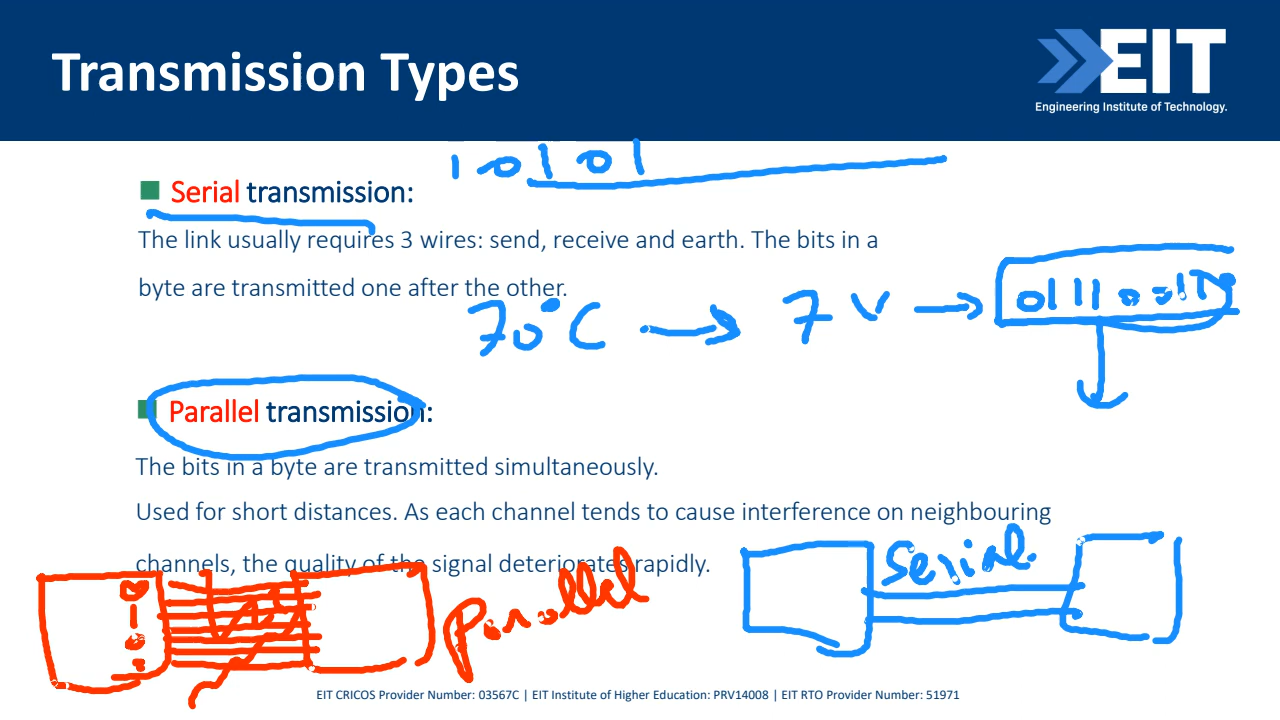 Transmission Types
EIT
Engineering Institute of Technology.
10101
Serial transmission:
The link usually requires 3 wires: send, receive and earth. The bits in a
byte are transmitted one after the other.
70°C → 7 V →
Parallel transmission:
The bits in a byte are transmitted simultaneously.
Used for short distances. As each channel tends to cause interference on neighbouring
channels, the quality of the signal deteriorates rapidly.
Serial
Parallel
EIT CRICOS Provider Number: 03567C | EIT Institute of Higher Education: PRV14008 | EIT RTO Provider Number: 51971